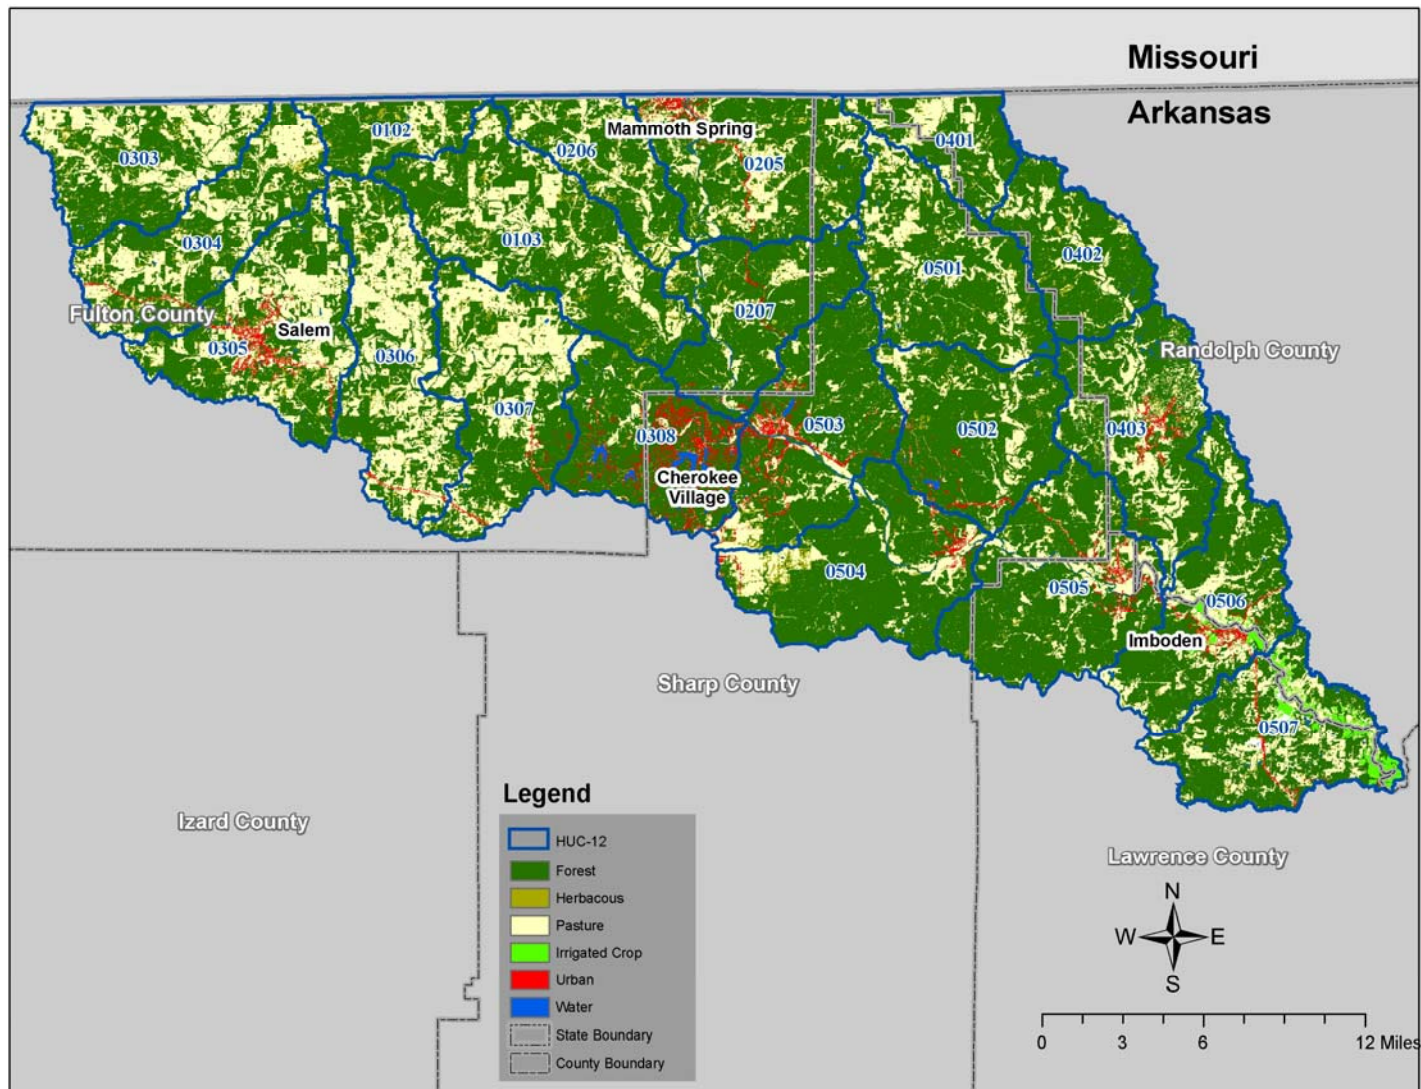 Missouri
Arkansas
0102
Mammoth Spring
0401
0303
0206
0205
0304
0103
0501
0402
Fulton County
Salem
0207
0305
0306
Randolph County
0307
0308
0503
0502
0403
Cherokee
Village
0504
0505
0506
Imboden
Sharp County
0507
Izard County
Lawrence County
Legend
HUC-12
Forest
Herbacous
Pasture
Irrigated Crop
Urban
Water
State Boundary
County Boundary
N
W
E
S
0 3 6 12 Miles